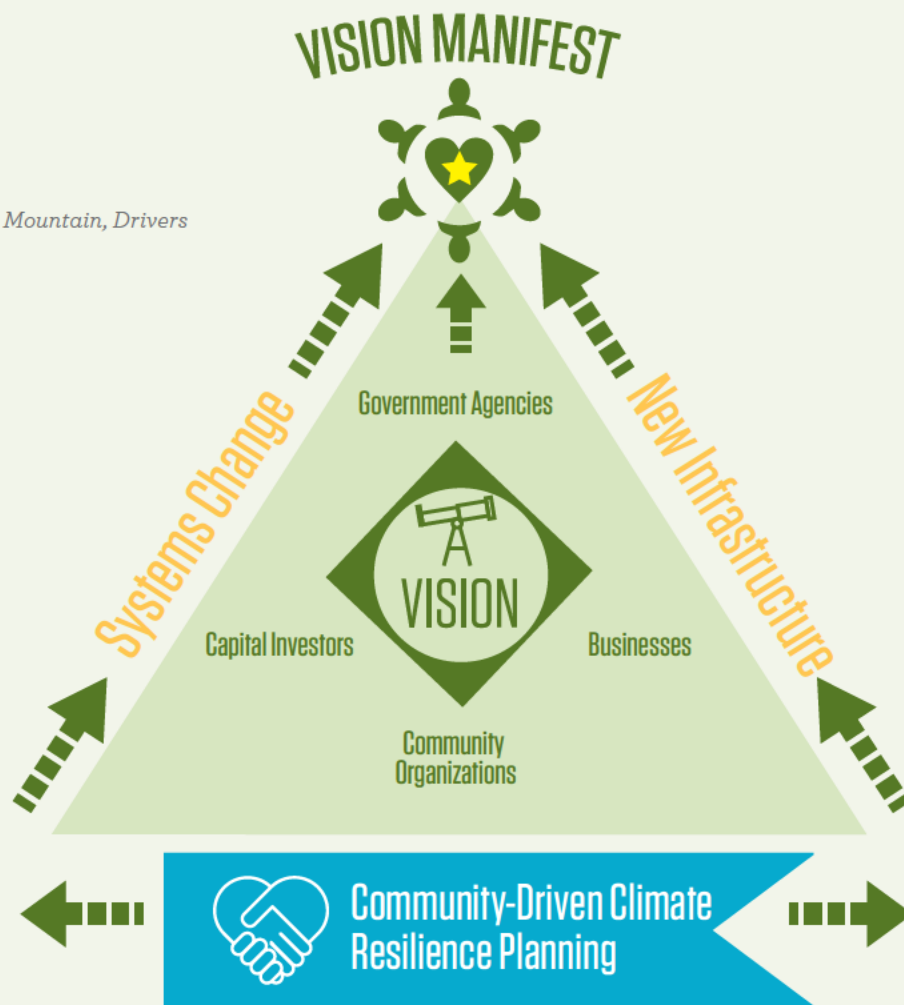 VISION MANIFEST
Mountain, Drivers
Government Agencies
Systems Change
New Infrastructure
VISION
Capital Investors
Businesses
Community
Organizations
Community-Driven Climate
Resilience Planning